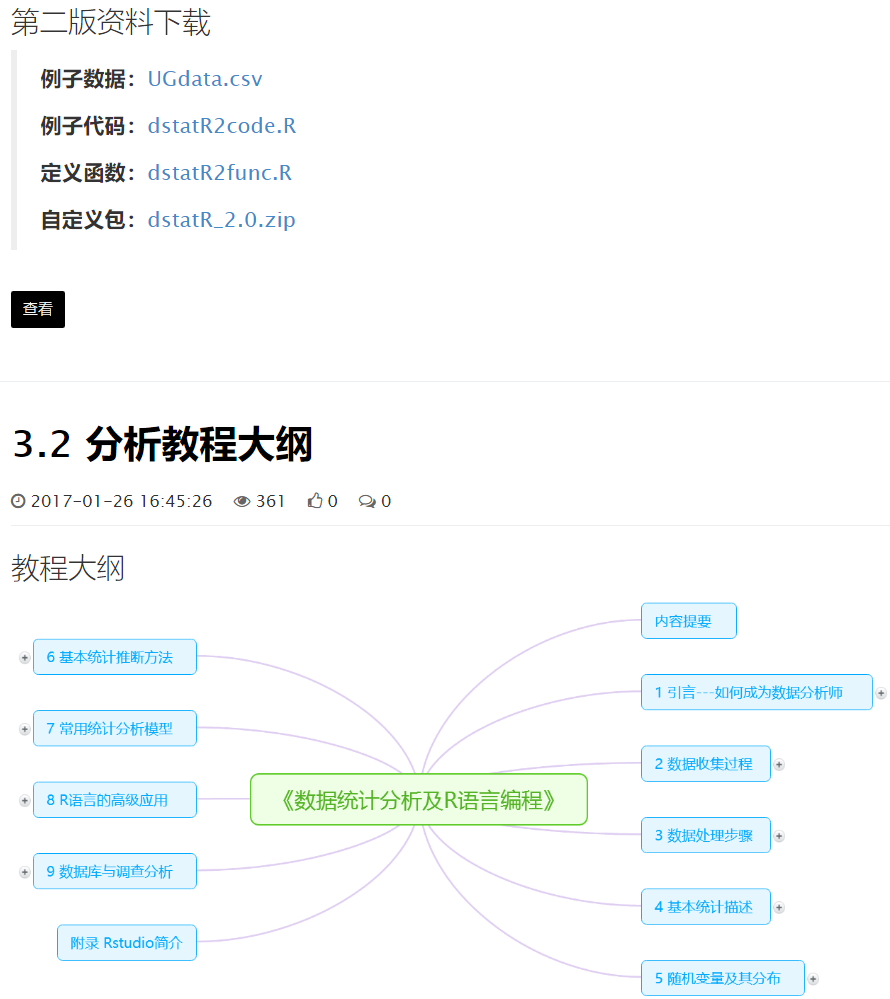 第二版资料下载
例子数据：UGdata.csv
例子代码：dstatR2code.R
定义函数：dstatR2func.R
自定义包：dstatR_2.0.zip
查看
3.2 分析教程大纲
2017-01-26 16:45:26 361 0 0
教程大纲
《数据统计分析及R语言编程》
内容提要
1 引言---如何成为数据分析师
2 数据收集过程
3 数据处理步骤
4 基本统计描述
5 随机变量及其分布
6 基本统计推断方法
7 常用统计分析模型
8 R语言的高级应用
9 数据库与调查分析
附录 Rstudio简介